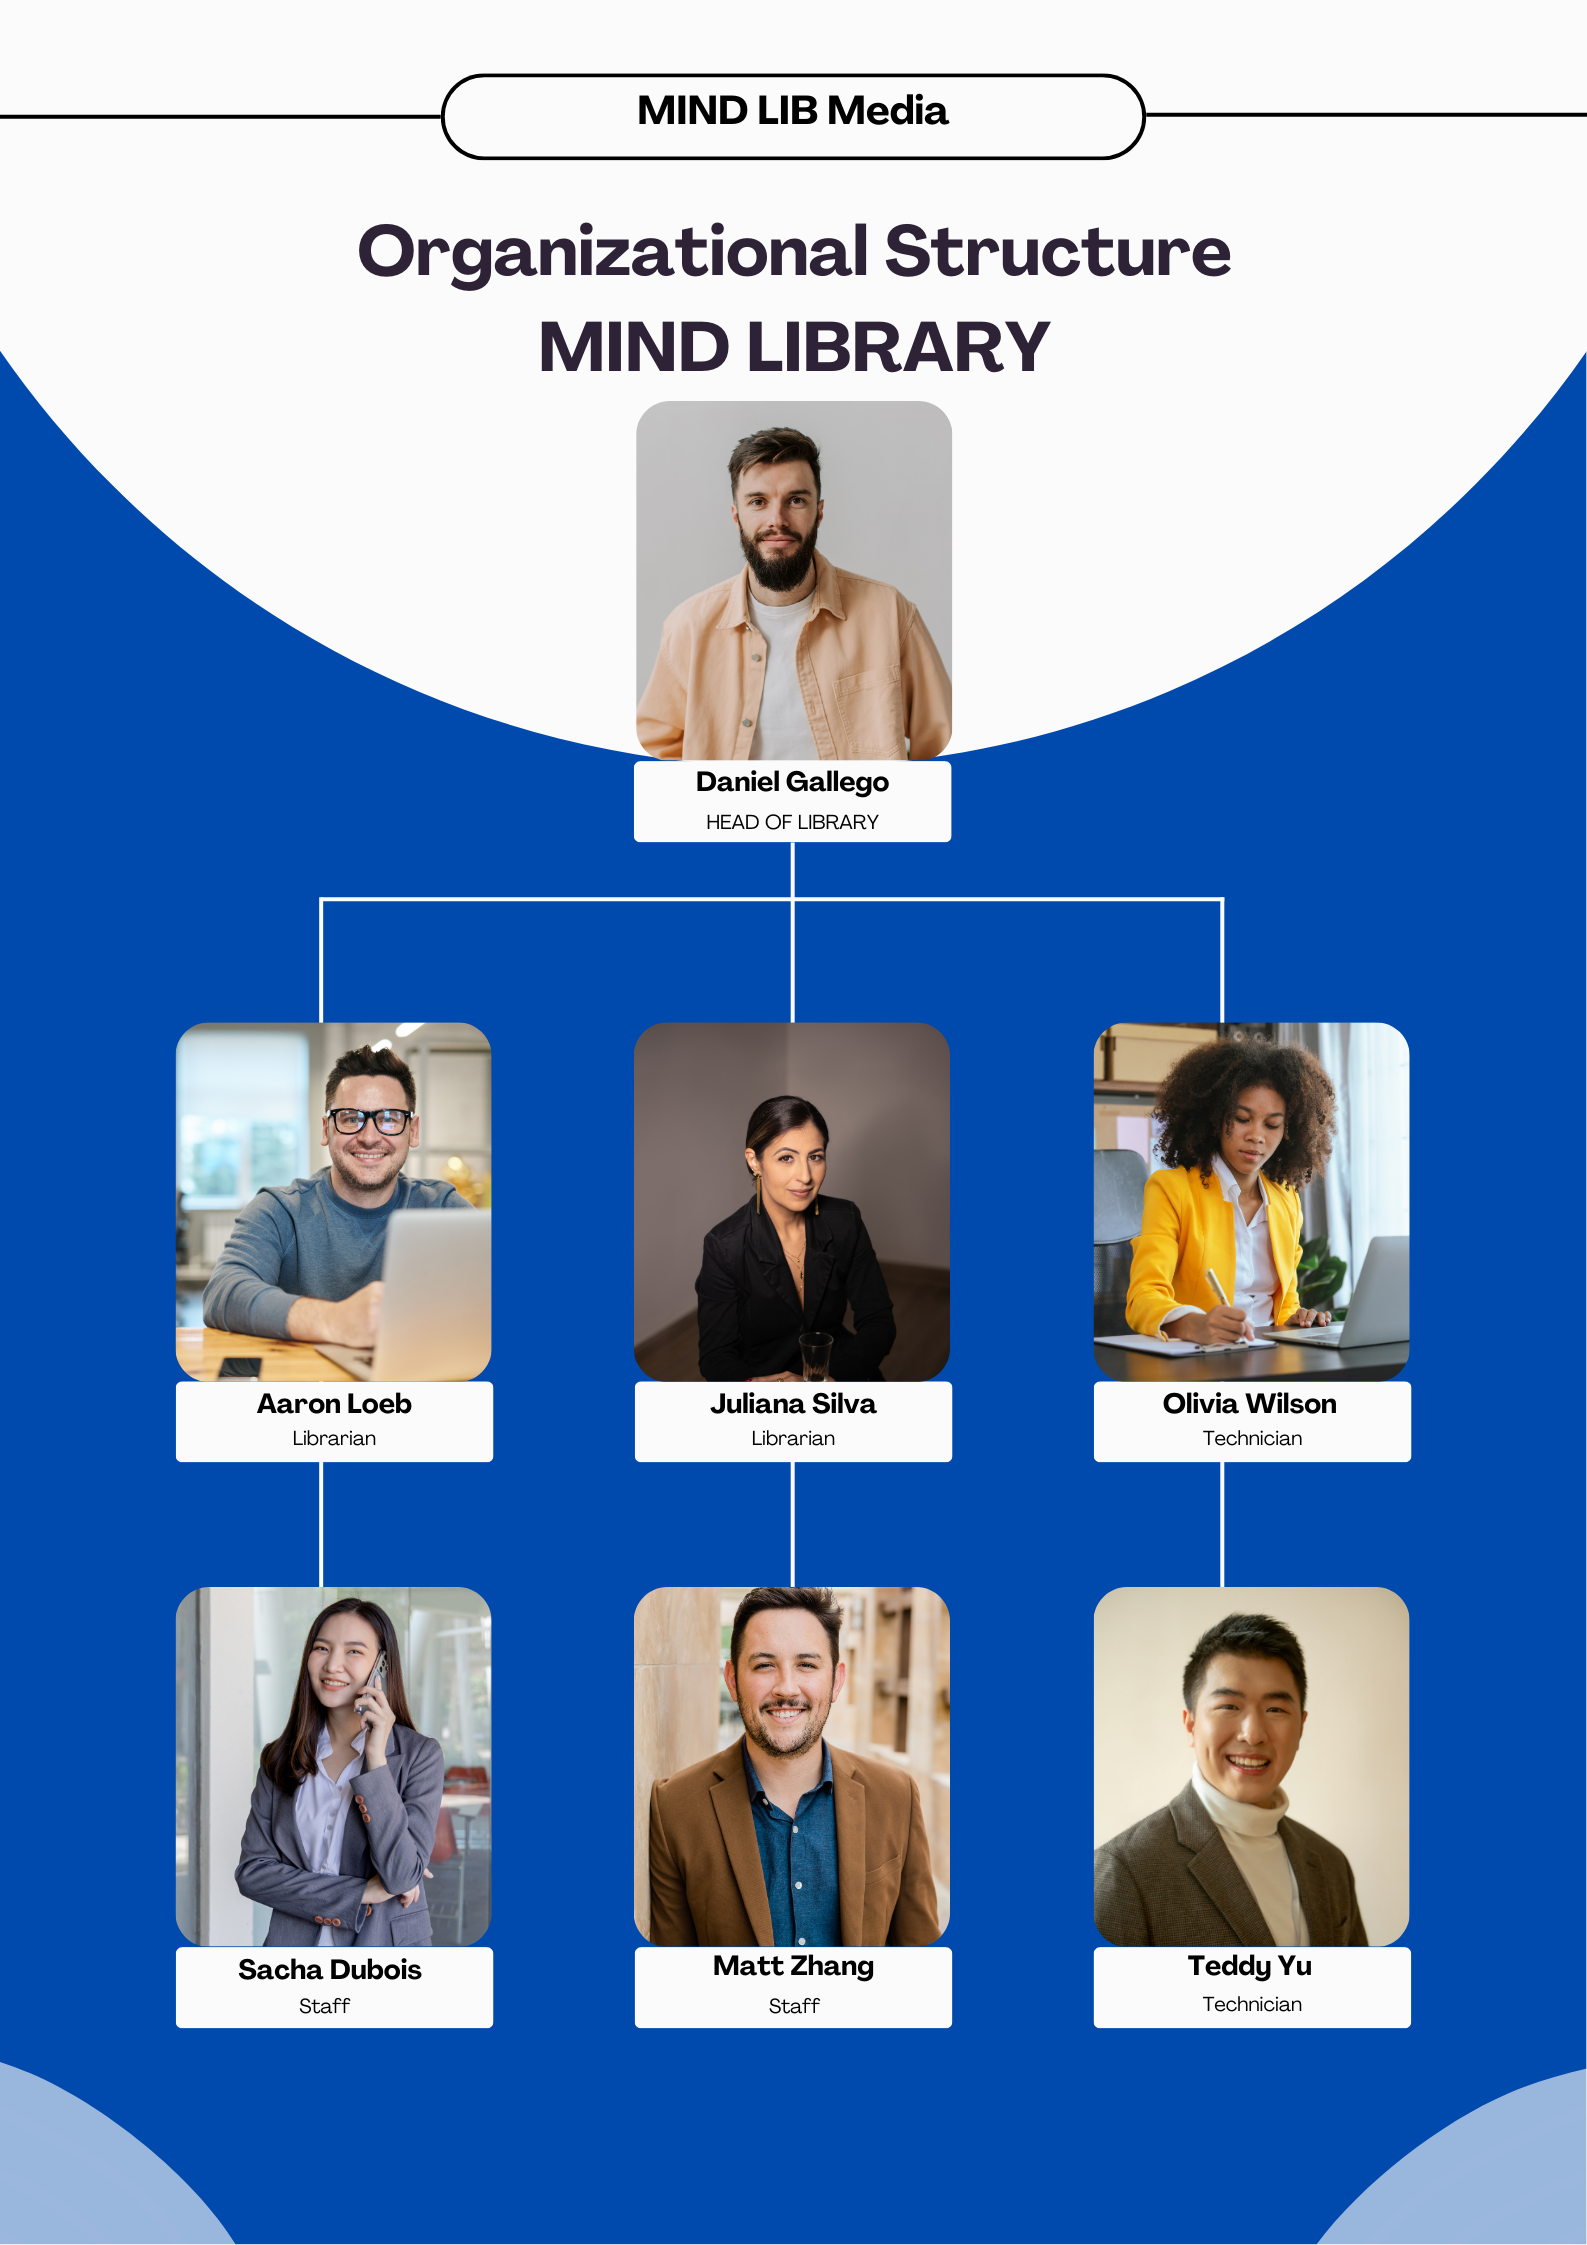 MIND LIB Media
Organizational Structure
MIND LIBRARY
Daniel Gallego
HEAD OF LIBRARY
Aaron Loeb
Librarian
Juliana Silva
Librarian
Olivia Wilson
Technician
Sacha Dubois
Staff
Matt Zhang
Staff
Teddy Yu
Technician